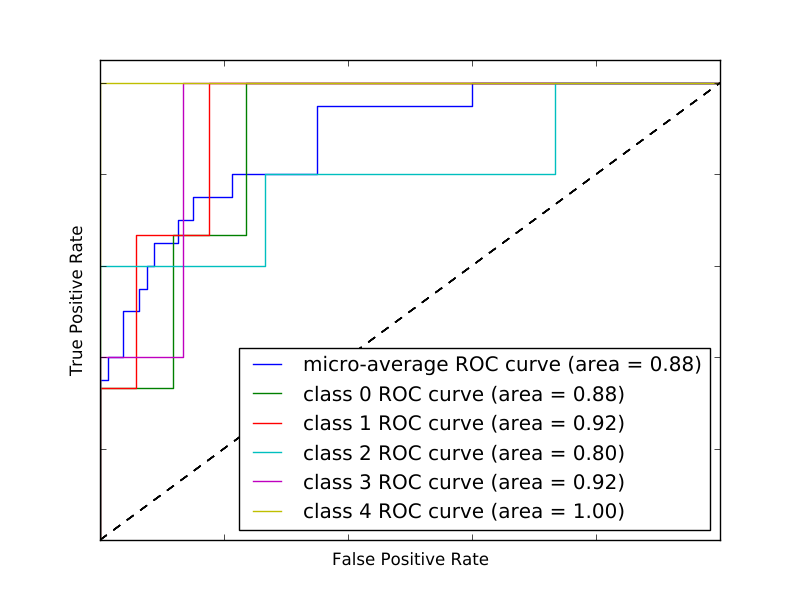 True Positive Rate
micro-average ROC curve (area = 0.88)
class 0 ROC curve (area = 0.88)
class 1 ROC curve (area = 0.92)
class 2 ROC curve (area = 0.80)
class 3 ROC curve (area = 0.92)
class 4 ROC curve (area = 1.00)
False Positive Rate